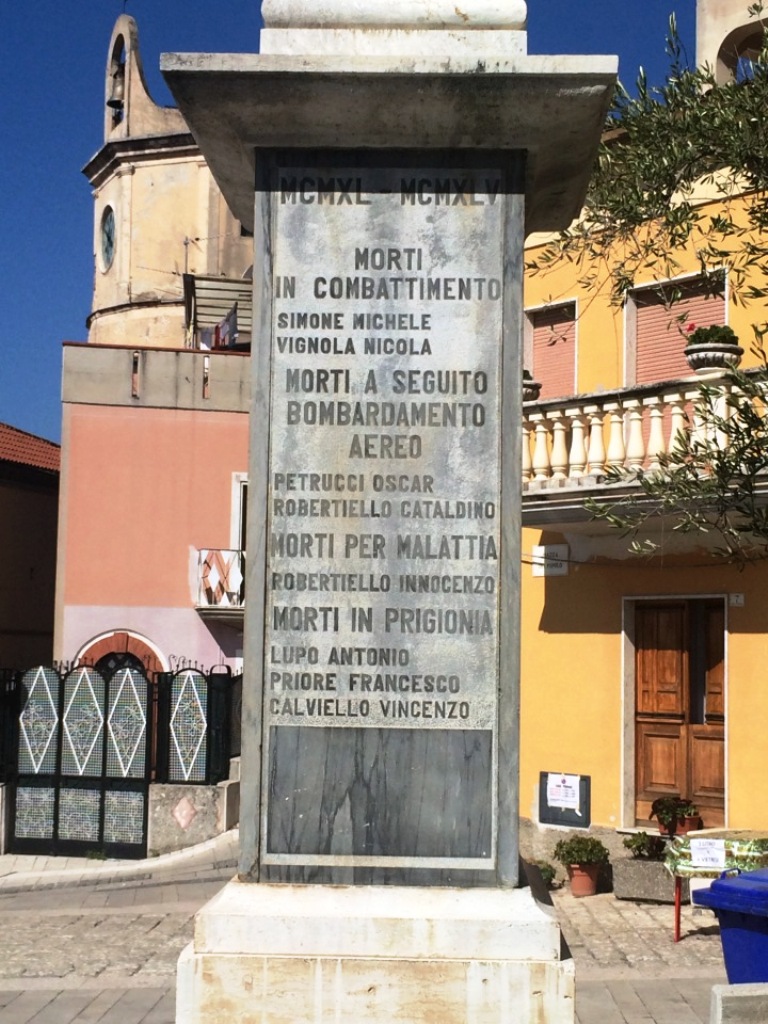 MCMXL - MCMXLV
MORTI
IN COMBATTIMENTO
SIMONE MICHELE
VIGNOLA NICOLA
MORTI A SEGUITO
BOMBARDAMENTO
AEREO
PETRUCCI OSCAR
ROBERTIELLO CATALDINO
MORTI PER MALATTIA
ROBERTIELLO INNOCENZO
MORTI IN PRIGIONIA
LUPO ANTONIO
PRIORE FRANCESCO
CALVIELLO VINCENZO